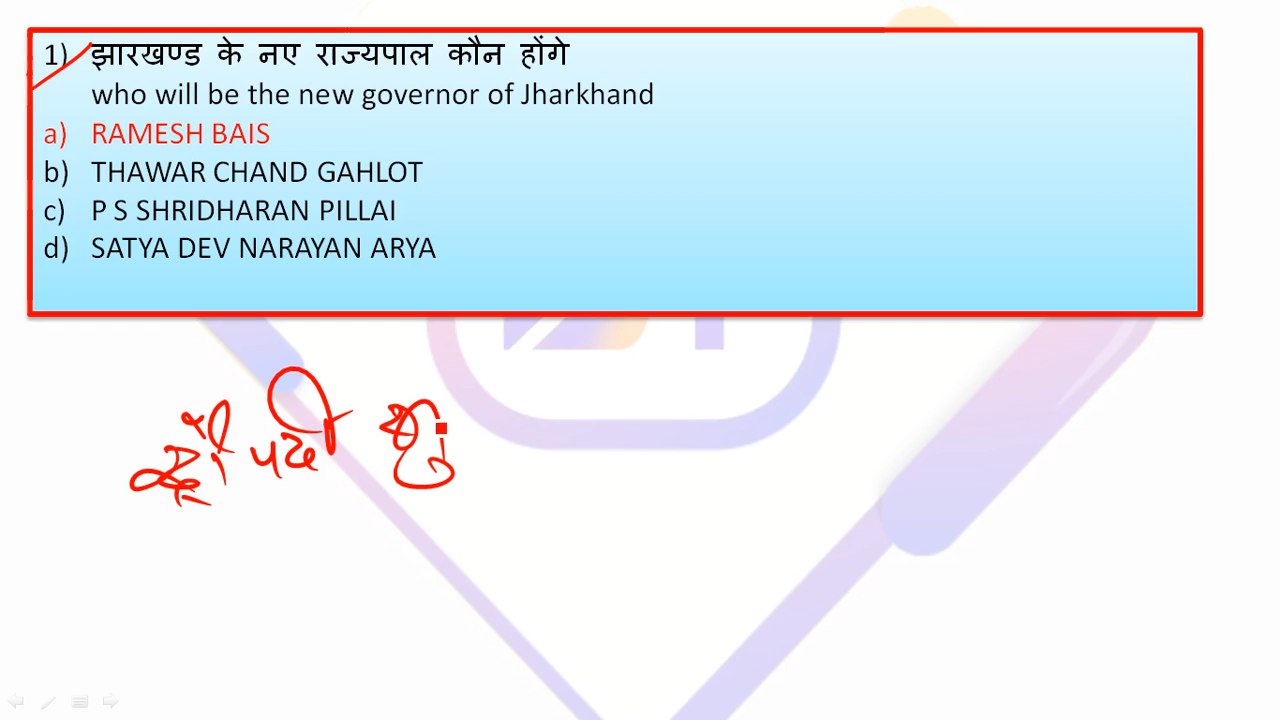 1) झारखण्ड के नए राज्यपाल कौन होंगे
who will be the new governor of Jharkhand
a) RAMESH BAIS
b) THAWAR CHAND GAHLOT
c) P S SHRIDHARAN PILLAI
d) SATYA DEV NARAYAN ARYA